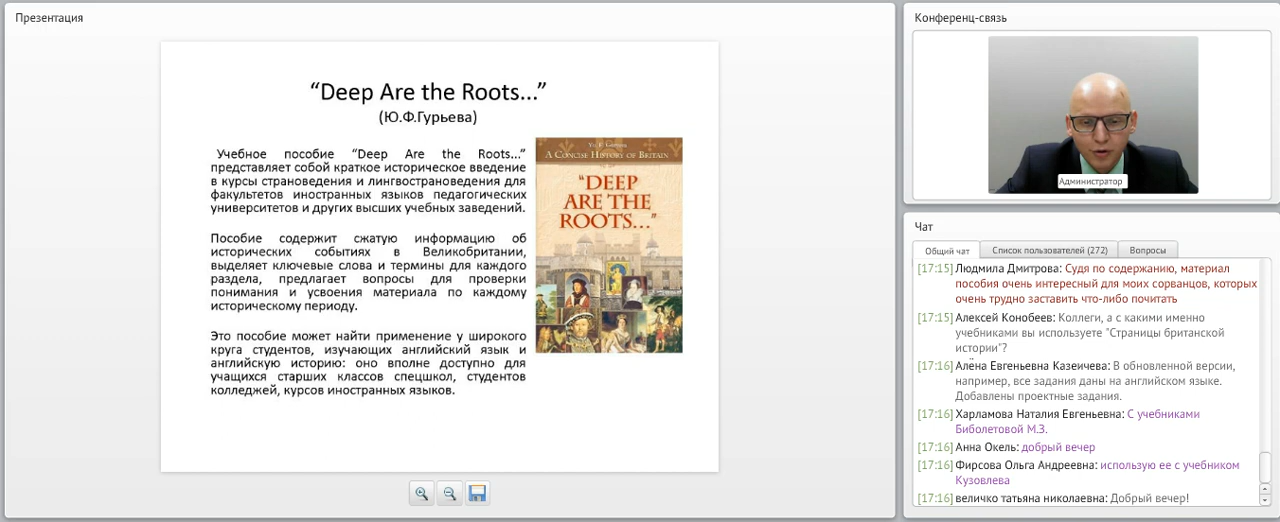 Презентация
“Deep Are the Roots...”
(Ю.Ф.Гурьева)
Учебное пособие “Deep Are the Roots...”
представляет собой краткое историческое введение
в курсы страноведения и лингвострановедения для
факультетов иностранных языков педагогических
университетов и других высших учебных заведений.
Пособие содержит сжатую информацию об
исторических событиях в Великобритании,
выделяет ключевые слова и термины для каждого
раздела, предлагает вопросы для проверки
понимания и усвоения материала по каждому
историческому периоду.
Это пособие может найти применение у широкого
круга студентов, изучающих английский язык и
английскую историю: оно вполне доступно для
учащихся старших классов спецшкол, студентов
колледжей, курсов иностранных языков.
A CONCISE HISTORY OF BRITAIN
“DEEP
ARE THE
ROOTS...”
Конференц-связь
Администратор
Чат
Общий чат
Список пользователей (272)
Вопросы
[17:15] Людмила Дмитрова: Судя по содержанию, материал
пособия очень интересный для моих сорванцов, которых
очень трудно заставить что-либо почитать
[17:15] Алексей Конобеев: Коллеги, а с какими именно
учебниками вы используете "Страницы британской
истории"?
[17:16] Алёна Евгеньевна Казеичева: В обновленной версии,
например, все задания даны на английском языке.
Добавлены проектные задания.
[17:16] Харламова Наталия Евгеньевна: С учебниками
Биболетовой М.З.
[17:16] Анна Окель: добрый вечер
[17:16] Фирсова Ольга Андреевна: использую ее с учебником
Кузовлева
[17:16] величко татьяна николаевна: Добрый вечер!